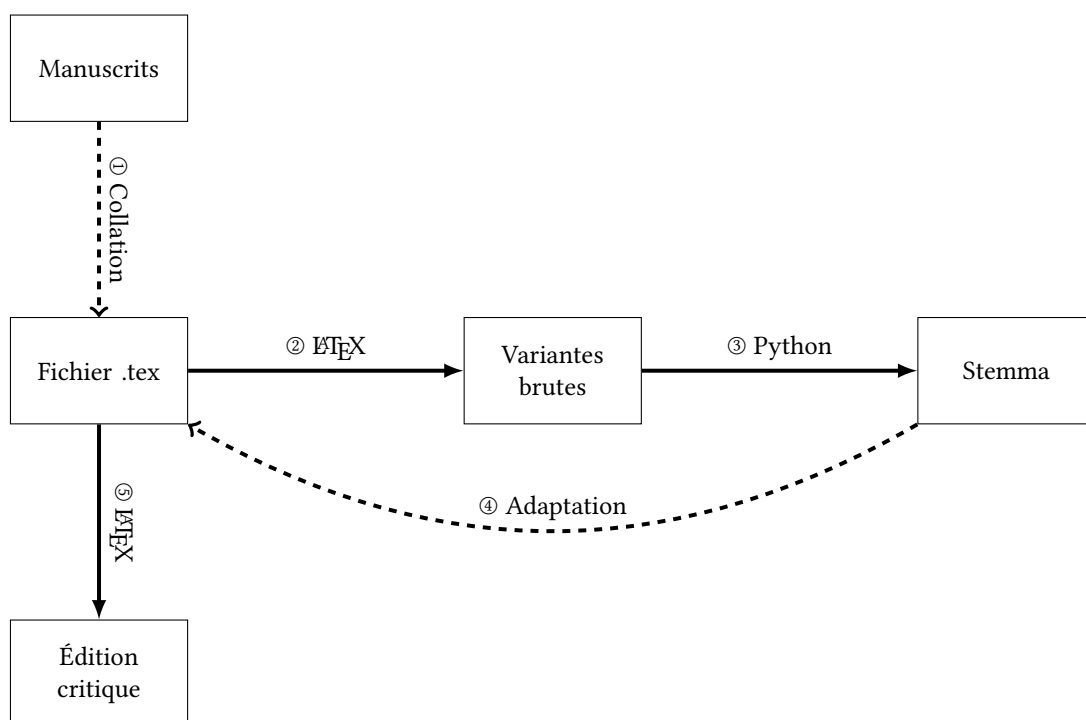 Manuscrits
① Collation
Fichier .tex
② LATEX
Variantes
brutes
③ Python
Stemma
④ Adaptation
⑤ LATEX
Édition
critique